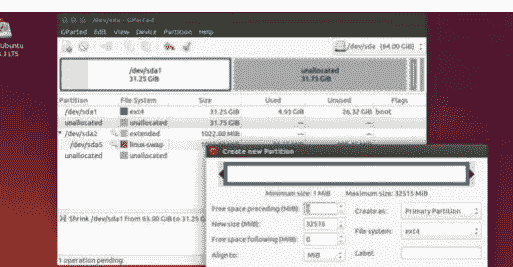 Ubuntu
/dev/sda - GParted
GParted Edit View Device Partition Help
/dev/sda (64.00 GiB)
/dev/sda1
31.25 GiB
unallocated
31.75 GiB
Partition File System Size Used Unused Flags
/dev/sda1 ext4 31.25 GiB 4.93 GiB 26.32 GiB boot
unallocated unallocated 31.75 GiB --- ---
/dev/sda2 extended 1022.00 MiB --- ---
/dev/sda5 linux-swap
unallocated unallocated
Create new Partition
Minimum size: 1 MiB Maximum size: 32515 MiB
Free space preceding (MiB):
Create as: Primary Partition
New size (MiB): 32515
File system: ext4
Free space following (MiB): 0
Align to: MiB
Label:
Shrink /dev/sda1 from 63.00 GiB to 31.25 G
1 operation pending